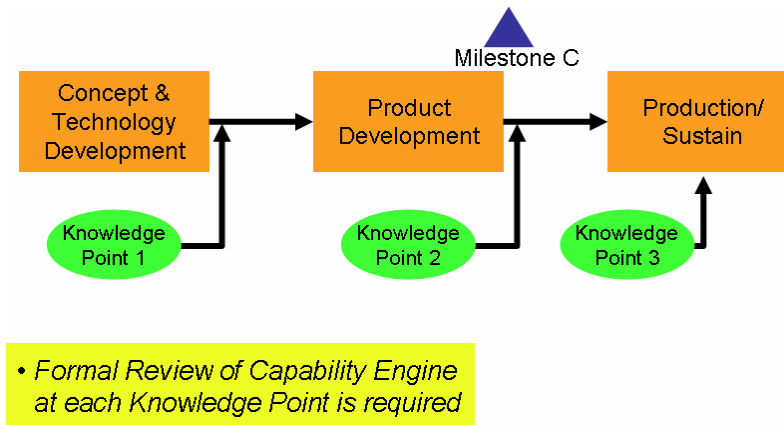 Milestone C
Concept &
Technology
Development
Product
Development
Production/
Sustain
Knowledge
Point 1
Knowledge
Point 2
Knowledge
Point 3
• Formal Review of Capability Engine
at each Knowledge Point is required